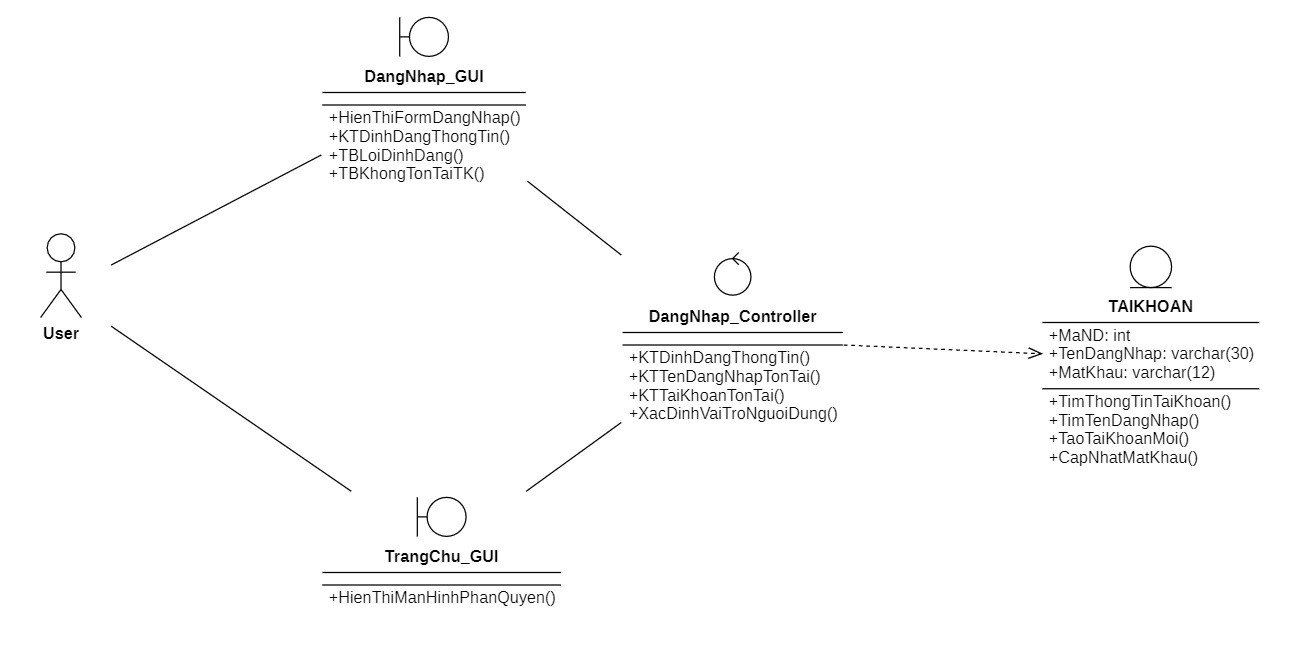 DangNhap_GUI
+HienThiFormDangNhap()
+KTDinhDangThongTin()
+TBLoiDinhDang()
+TBKhongTonTaiTK()
User
DangNhap_Controller
+KTDinhDangThongTin()
+KTTenDangNhapTonTai()
+KTTaiKhoanTonTai()
+XacDinhVaiTroNguoiDung()
TAIKHOAN
+MaND: int
+TenDangNhap: varchar(30)
+MatKhau: varchar(12)
+TimThongTinTaiKhoan()
+TimTenDangNhap()
+TaoTaiKhoanMoi()
+CapNhatMatKhau()
TrangChu_GUI
+HienThiManHinhPhanQuyen()